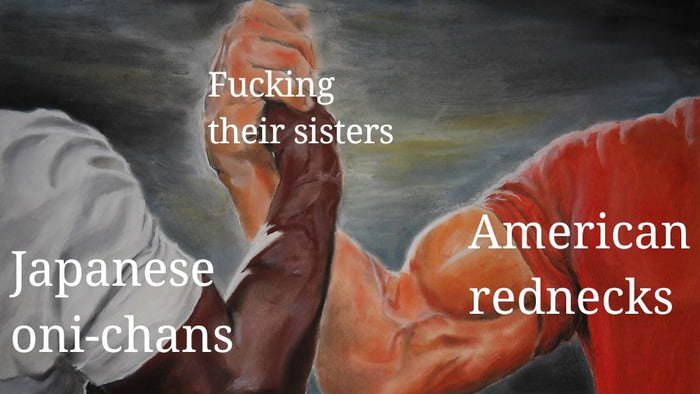 Fucking
their sisters
American
rednecks
Japanese
oni-chans